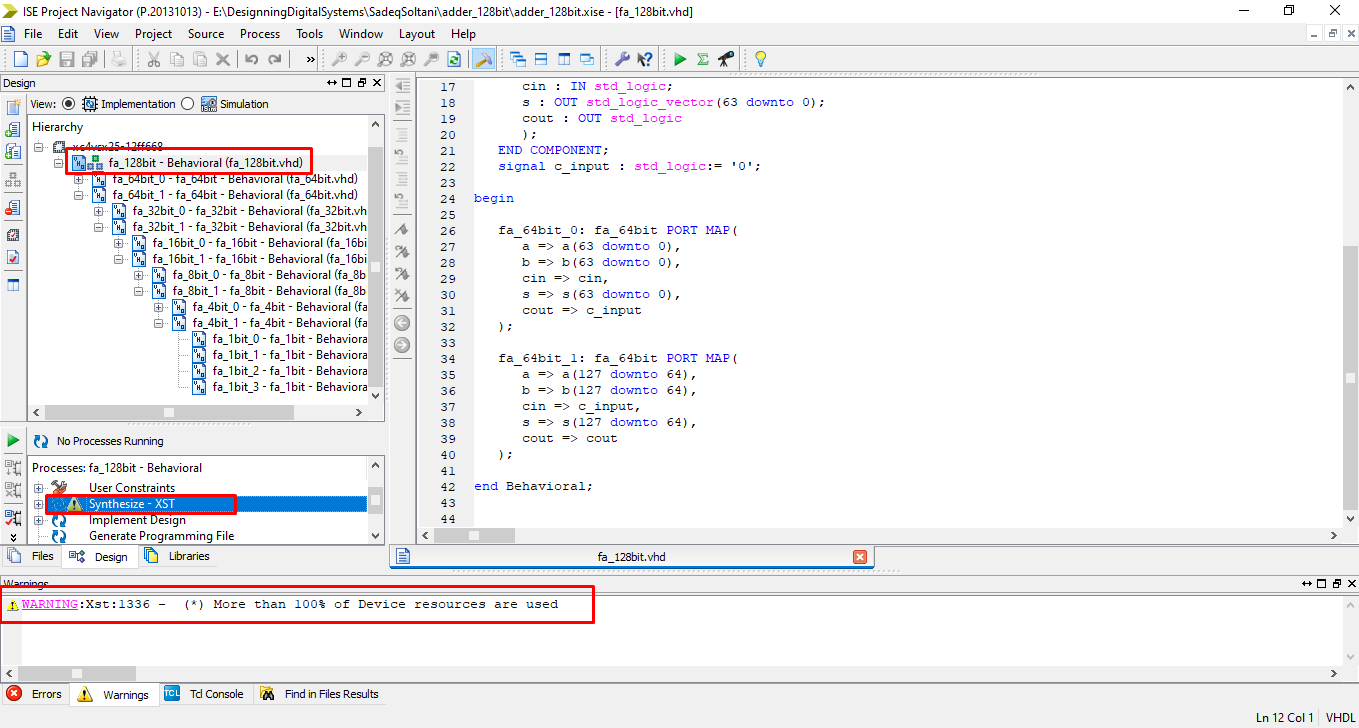 ISE Project Navigator (P.20131013) - E:\DesignningDigitalSystems\SadeqSoltani\adder_128bit\adder_128bit.xise - [fa_128bit.vhd]
File Edit View Project Source Process Tools Window Layout Help
Design
View: Implementation Simulation
Hierarchy
xc4vsx25-12ff668
fa_128bit - Behavioral (fa_128bit.vhd)
fa_64bit_0 - fa_64bit - Behavioral (fa_64bit.vhd)
fa_64bit_1 - fa_64bit - Behavioral (fa_64bit.vhd)
fa_32bit_0 - fa_32bit - Behavioral (fa_32bit.vh
fa_32bit_1 - fa_32bit - Behavioral (fa_32bit.vh
fa_16bit_0 - fa_16bit - Behavioral (fa_16bi
fa_16bit_1 - fa_16bit - Behavioral (fa_16bi
fa_8bit_0 - fa_8bit - Behavioral (fa_8b
fa_8bit_1 - fa_8bit - Behavioral (fa_8b
fa_4bit_0 - fa_4bit - Behavioral (fa
fa_4bit_1 - fa_4bit - Behavioral (fa
fa_1bit_0 - fa_1bit - Behaviora
fa_1bit_1 - fa_1bit - Behaviora
fa_1bit_2 - fa_1bit - Behaviora
fa_1bit_3 - fa_1bit - Behaviora
No Processes Running
Processes: fa_128bit - Behavioral
User Constraints
Synthesize - XST
Implement Design
Generate Programming File
Files Design Libraries
17 cin : IN std_logic;
18 s : OUT std_logic_vector(63 downto 0);
19 cout : OUT std_logic
20 );
21 END COMPONENT;
22 signal c_input : std_logic:= '0';
23
24 begin
25
26 fa_64bit_0: fa_64bit PORT MAP(
27 a => a(63 downto 0),
28 b => b(63 downto 0),
29 cin => cin,
30 s => s(63 downto 0),
31 cout => c_input
32 );
33
34 fa_64bit_1: fa_64bit PORT MAP(
35 a => a(127 downto 64),
36 b => b(127 downto 64),
37 cin => c_input,
38 s => s(127 downto 64),
39 cout => cout
40 );
41
42 end Behavioral;
43
44
fa_128bit.vhd
Warnings
WARNING:Xst:1336 - (*) More than 100% of Device resources are used
Errors Warnings Tcl Console Find in Files Results
Ln 12 Col 1 VHDL